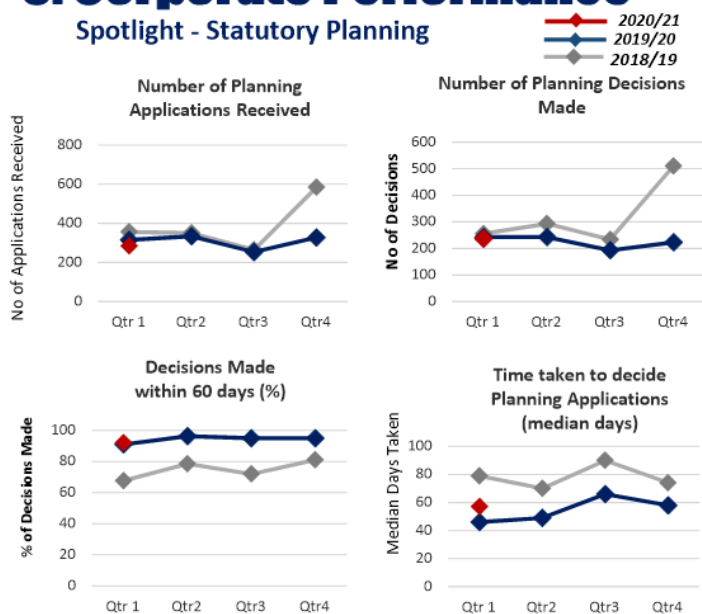 Spotlight - Statutory Planning
2020/21
2019/20
2018/19
Number of Planning
Applications Received
No of Applications Received
800
600
400
200
0
Qtr 1
Qtr2
Qtr3
Qtr4
Number of Planning Decisions
Made
No of Decisions
600
500
400
300
200
100
0
Qtr 1
Qtr2
Qtr3
Qtr4
Decisions Made
within 60 days (%)
% of Decisions Made
100
80
60
40
20
0
Qtr 1
Qtr2
Qtr3
Qtr4
Time taken to decide
Planning Applications
(median days)
Median Days Taken
100
80
60
40
20
0
Qtr 1
Qtr2
Qtr3
Qtr4